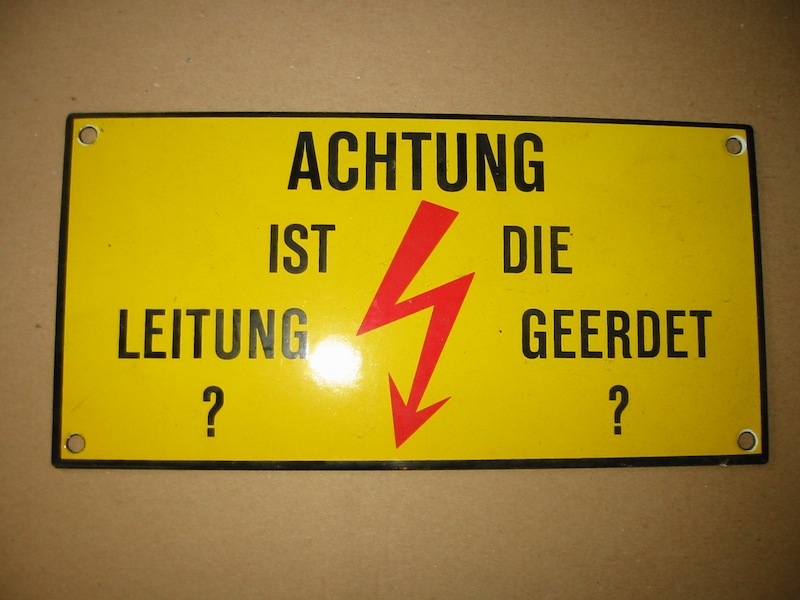 ACHTUNG
IST DIE
LEITUNG GEERDET
? ?